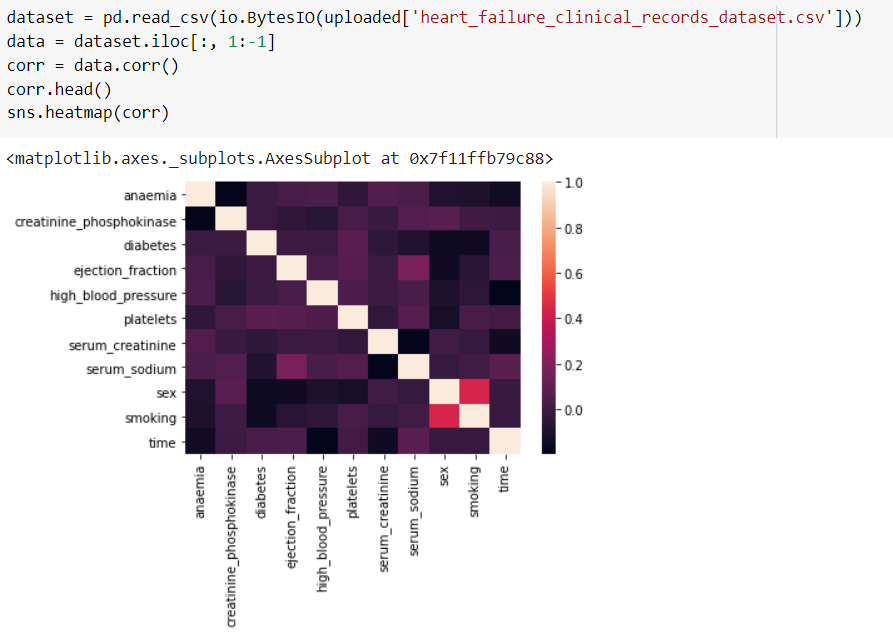 dataset = pd.read_csv(io.BytesIO(uploaded['heart_failure_clinical_records_dataset.csv']))
data = dataset.iloc[:, 1:-1]
corr = data.corr()
corr.head()
sns.heatmap(corr)
<matplotlib.axes._subplots.AxesSubplot at 0x7f11ffb79c88>
anaemia
creatinine_phosphokinase
diabetes
ejection_fraction
high_blood_pressure
platelets
serum_creatinine
serum_sodium
sex
smoking
time
anaemia
creatinine_phosphokinase
diabetes
ejection_fraction
high_blood_pressure
platelets
serum_creatinine
serum_sodium
sex
smoking
time
1.0
0.8
0.6
0.4
0.2
0.0